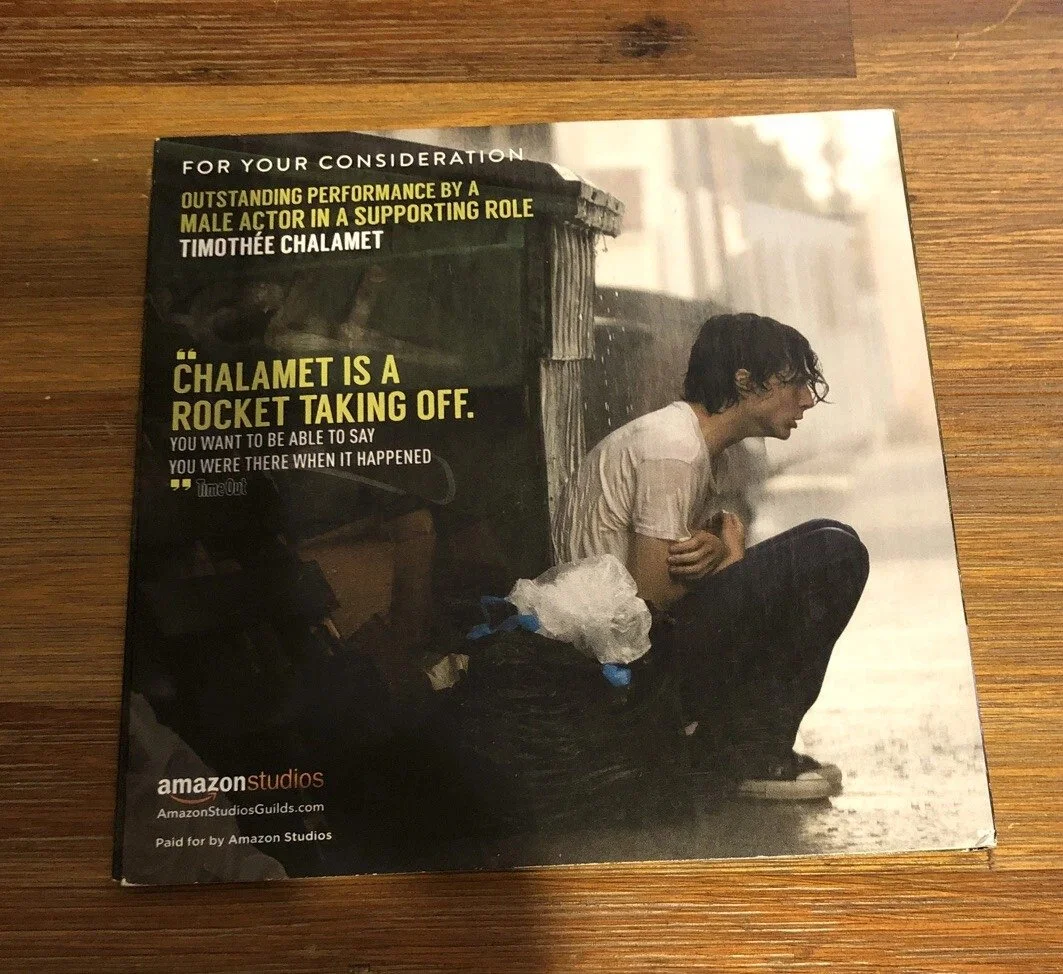 FOR YOUR CONSIDERATION
OUTSTANDING PERFORMANCE BY A
MALE ACTOR IN A SUPPORTING ROLE
TIMOTHÉE CHALAMET
“CHALAMET IS A
ROCKET TAKING OFF.
YOU WANT TO BE ABLE TO SAY
YOU WERE THERE WHEN IT HAPPENED
” Time Out
amazonstudios
AmazonStudiosGuilds.com
Paid for by Amazon Studios